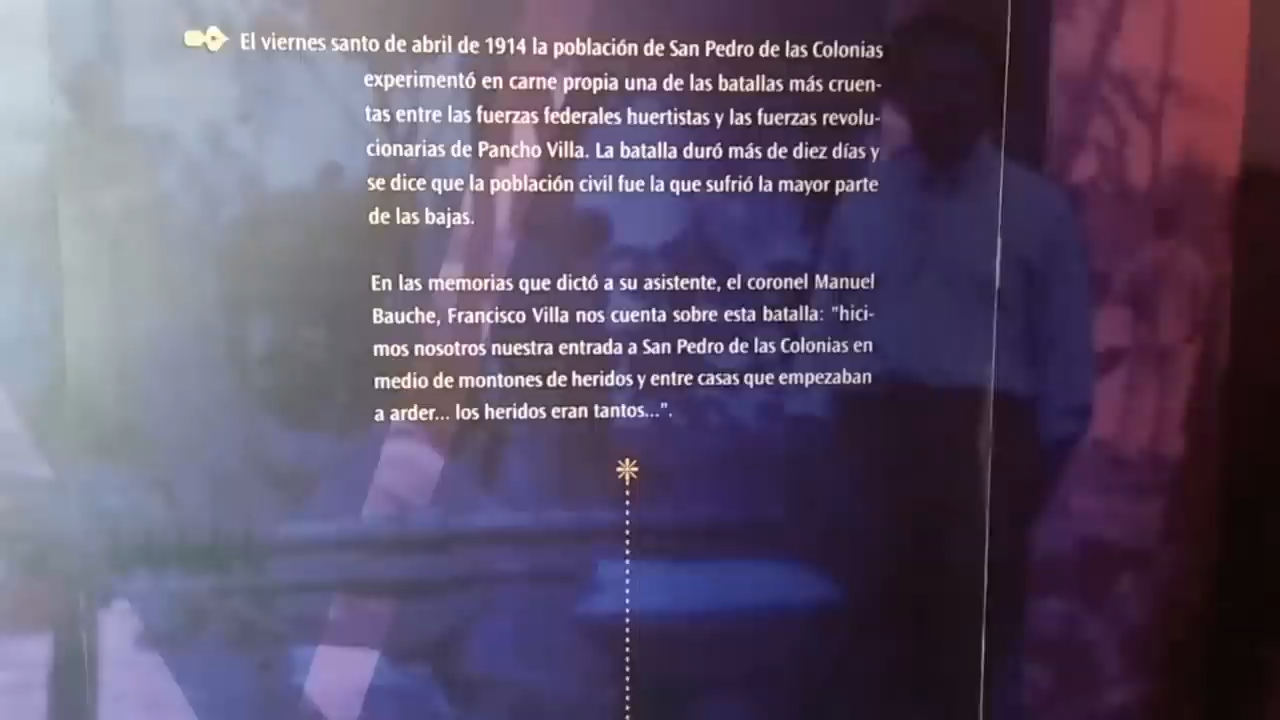 El viernes santo de abril de 1914 la población de San Pedro de las Colonias
experimentó en carne propia una de las batallas más cruen-
tas entre las fuerzas federales huertistas y las fuerzas revolu-
cionarias de Pancho Villa. La batalla duró más de diez días y
se dice que la población civil fue la que sufrió la mayor parte
de las bajas.
En las memorias que dictó a su asistente, el coronel Manuel
Bauche, Francisco Villa nos cuenta sobre esta batalla: "hici-
mos nosotros nuestra entrada a San Pedro de las Colonias en
medio de montones de heridos y entre casas que empezaban
a arder... los heridos eran tantos...".